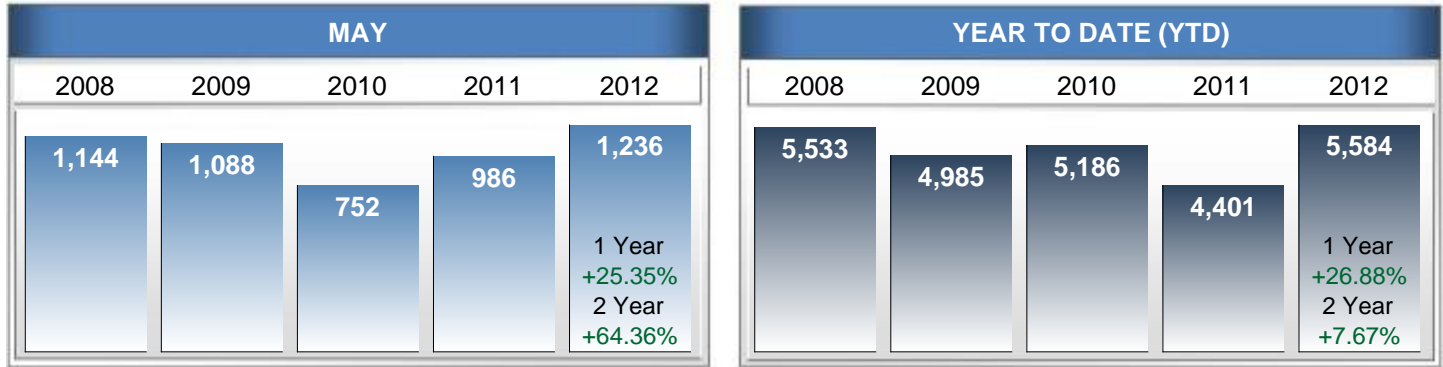 MAY
2008 2009 2010 2011 2012
1,144 1,088 752 986 1,236
1 Year
+25.35%
2 Year
+64.36%
YEAR TO DATE (YTD)
2008 2009 2010 2011 2012
5,533 4,985 5,186 4,401 5,584
1 Year
+26.88%
2 Year
+7.67%